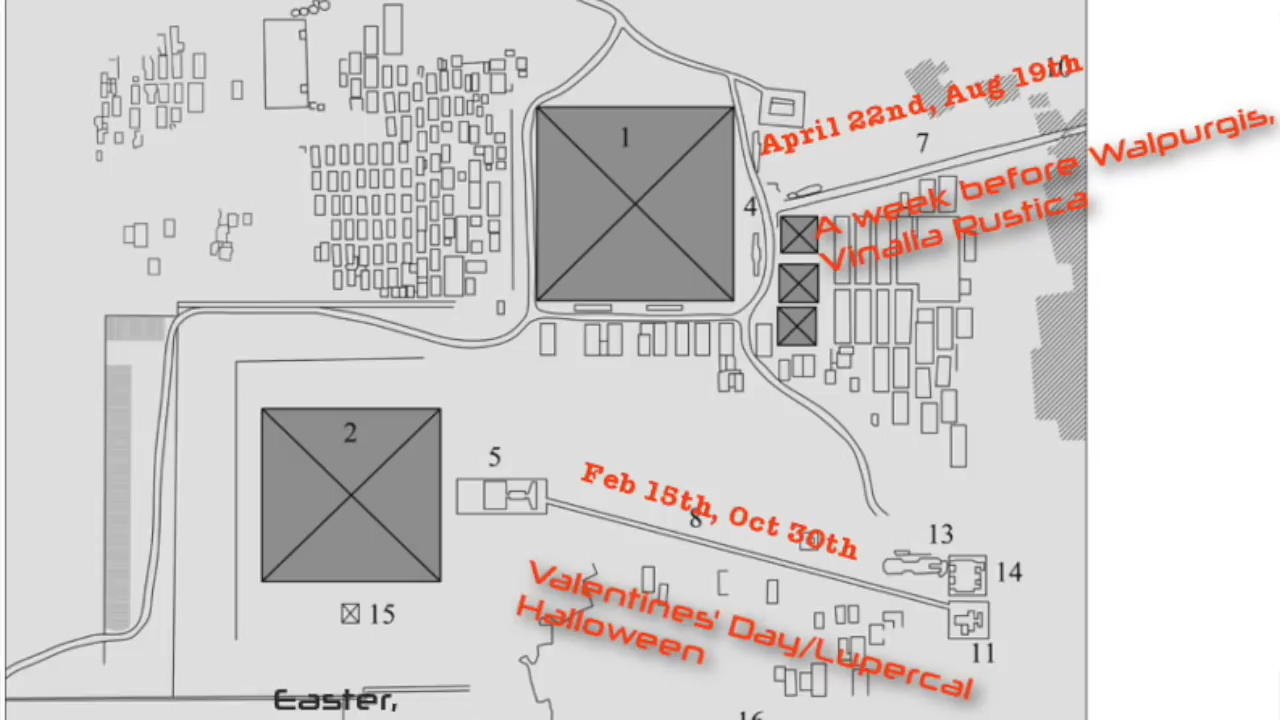 April 22nd, Aug 19th
1
7
A week before Walpurgis,
Vinalia Rustica
4
2
5
Feb 15th, Oct 30th
8
13
14
Valentines' Day/Lupercal
Halloween
15
11
Easter,
16